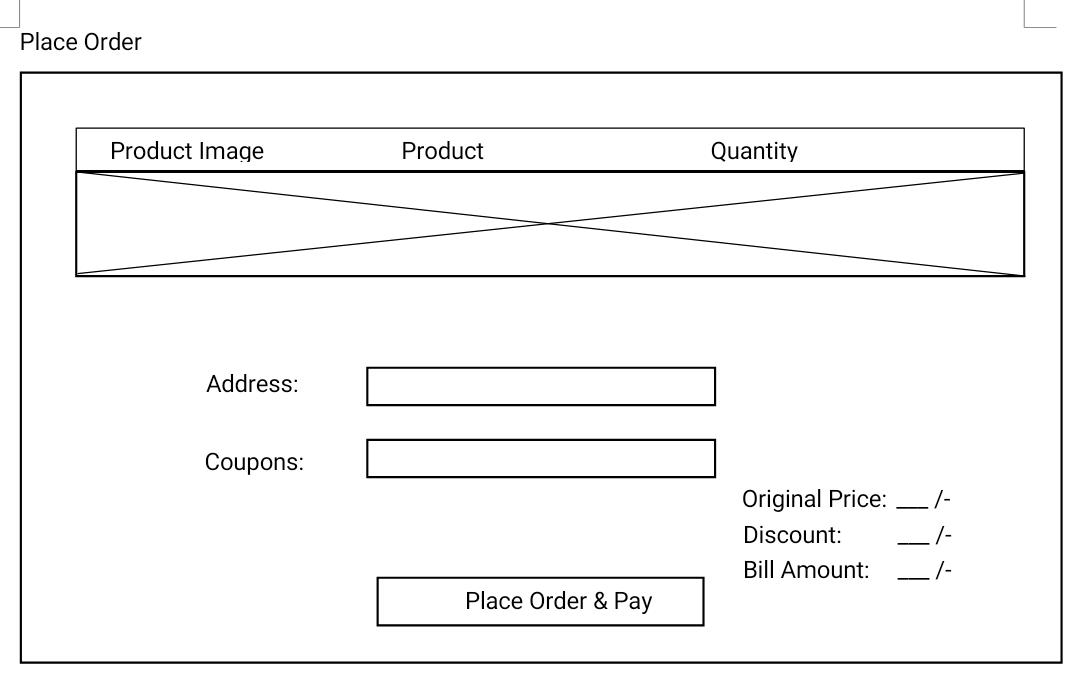 Place Order
Product Image Product Quantity
Address:
Coupons:
Original Price: ___ /-
Discount: ___ /-
Bill Amount: ___ /-
Place Order & Pay